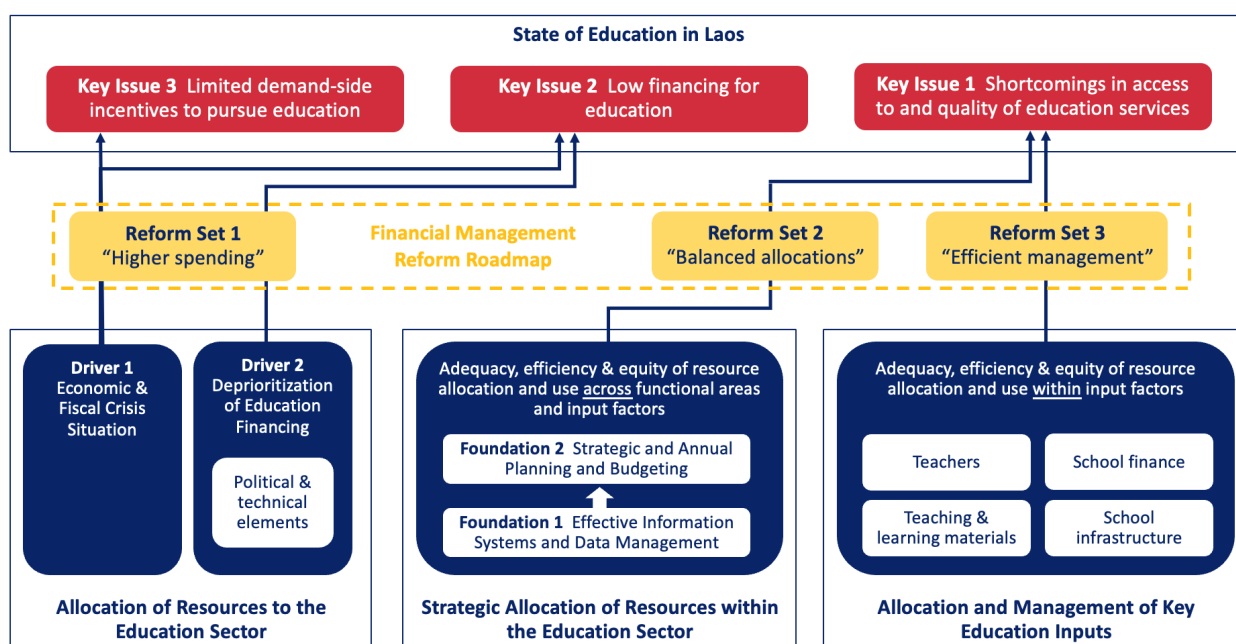 State of Education in Laos
Key Issue 3 Limited demand-side
incentives to pursue education
Key Issue 2 Low financing for
education
Key Issue 1 Shortcomings in access
to and quality of education services
Reform Set 1
“Higher spending”
Financial Management
Reform Roadmap
Reform Set 2
“Balanced allocations”
Reform Set 3
“Efficient management”
Driver 1
Economic &
Fiscal Crisis
Situation
Driver 2
Deprioritization
of Education
Financing
Political &
technical
elements
Allocation of Resources to the
Education Sector
Adequacy, efficiency & equity of resource
allocation and use across functional areas
and input factors
Foundation 2 Strategic and Annual
Planning and Budgeting
Foundation 1 Effective Information
Systems and Data Management
Strategic Allocation of Resources within
the Education Sector
Adequacy, efficiency & equity of resource
allocation and use within input factors
Teachers
School finance
Teaching &
learning materials
School
infrastructure
Allocation and Management of Key
Education Inputs